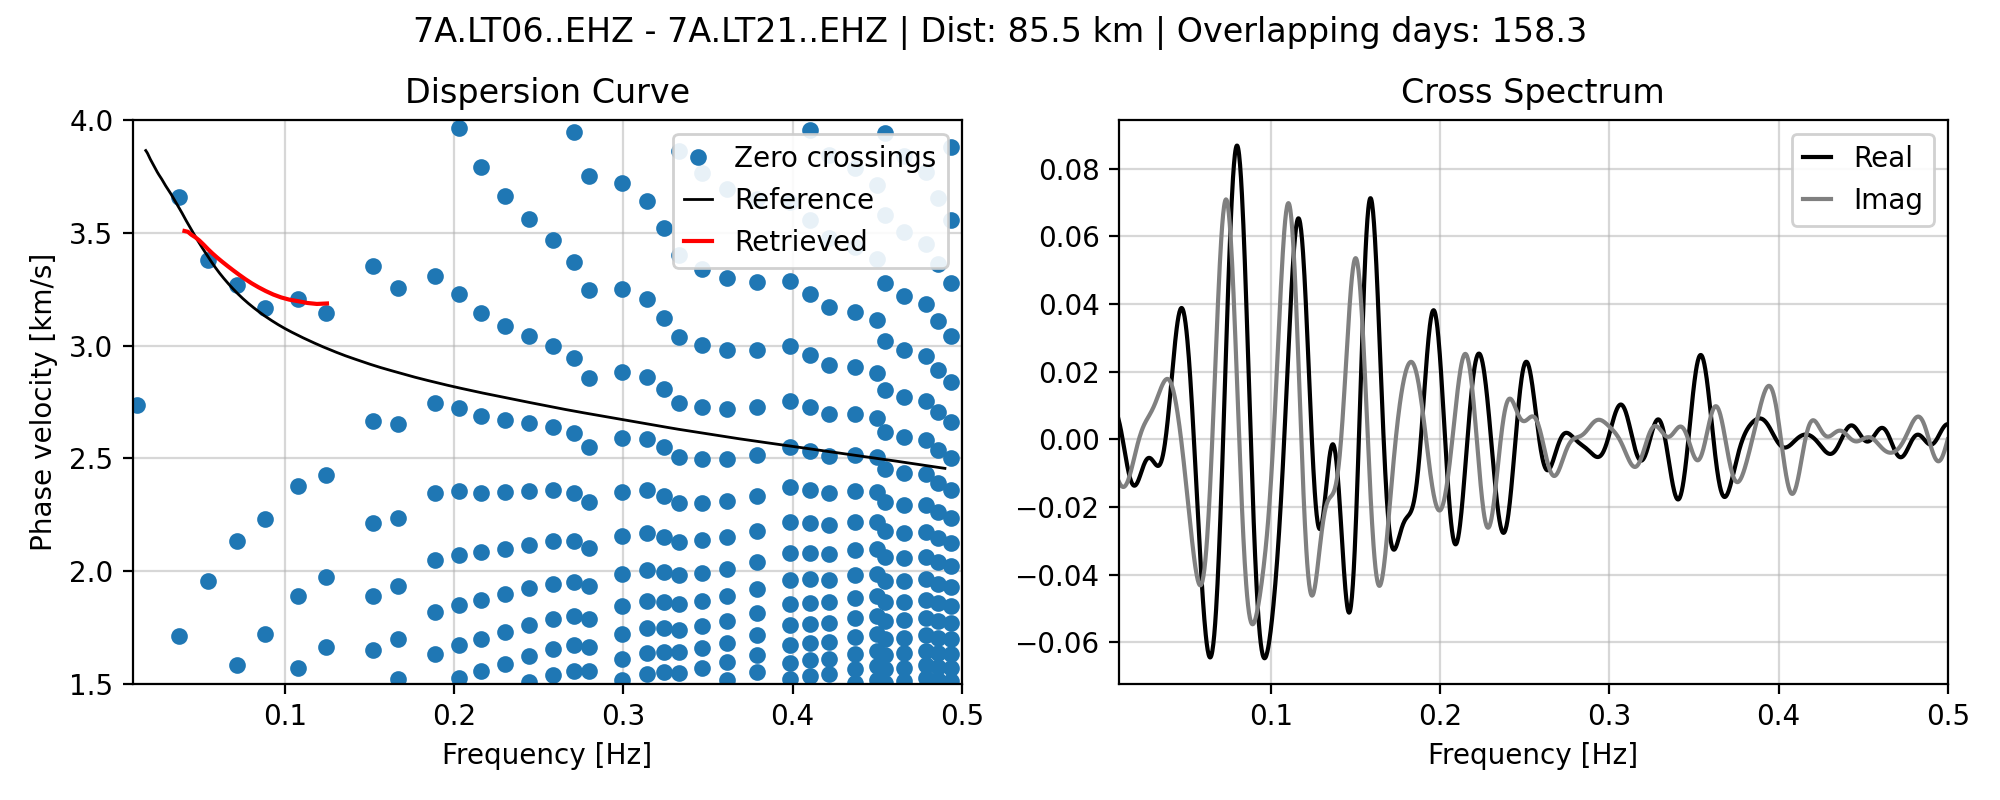 7A.LT06..EHZ - 7A.LT21..EHZ | Dist: 85.5 km | Overlapping days: 158.3
Dispersion Curve
Phase velocity [km/s]
4.0
3.5
3.0
2.5
2.0
1.5
0.1 0.2 0.3 0.4 0.5
Frequency [Hz]
Zero crossings
Reference
Retrieved
Cross Spectrum
0.08
0.06
0.04
0.02
0.00
−0.02
−0.04
−0.06
0.1 0.2 0.3 0.4 0.5
Frequency [Hz]
Real
Imag